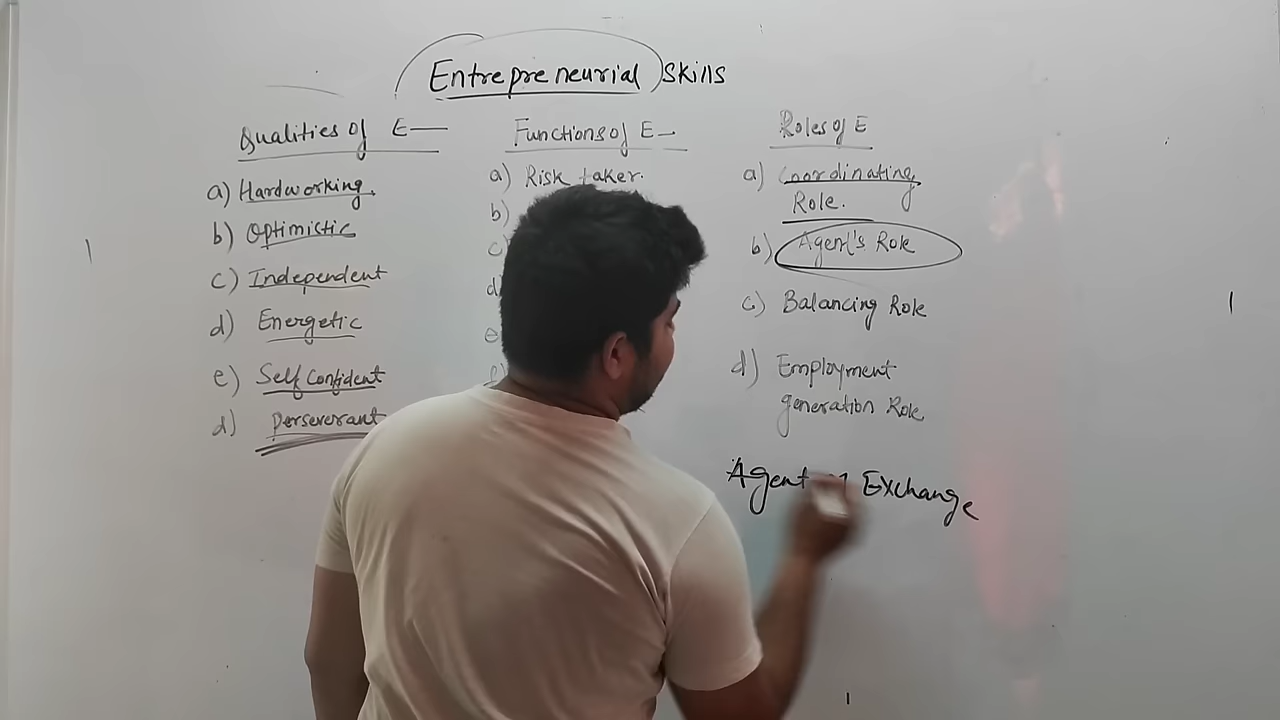 Entrepreneurial Skills
Qualities of E
a) Hardworking.
b) Optimistic
c) Independent
d) Energetic
e) Self Confident
d) Perseverant
Functions of E
a) Risk taker.
b)
c)
d)
e)
f)
Roles of E
a) Coordinating
Role.
b) Agent's Role
c) Balancing Role
d) Employment
generation Role
Agent Exchange